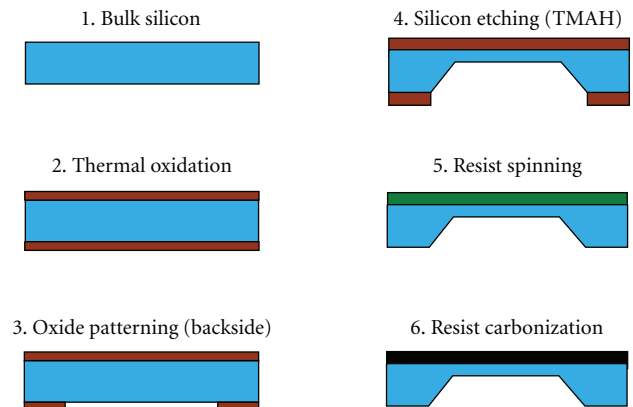 1. Bulk silicon
2. Thermal oxidation
3. Oxide patterning (backside)
4. Silicon etching (TMAH)
5. Resist spinning
6. Resist carbonization